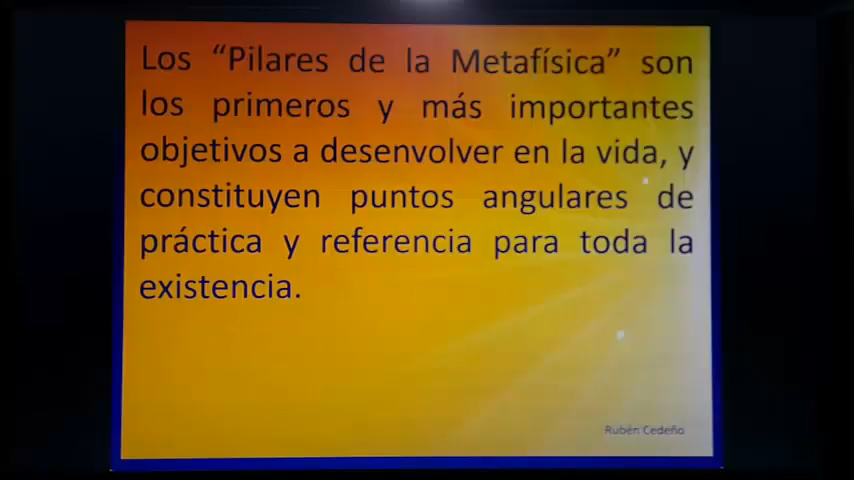 Los “Pilares de la Metafísica” son
los primeros y más importantes
objetivos a desenvolver en la vida, y
constituyen puntos angulares de
práctica y referencia para toda la
existencia.
Rubén Cedeño